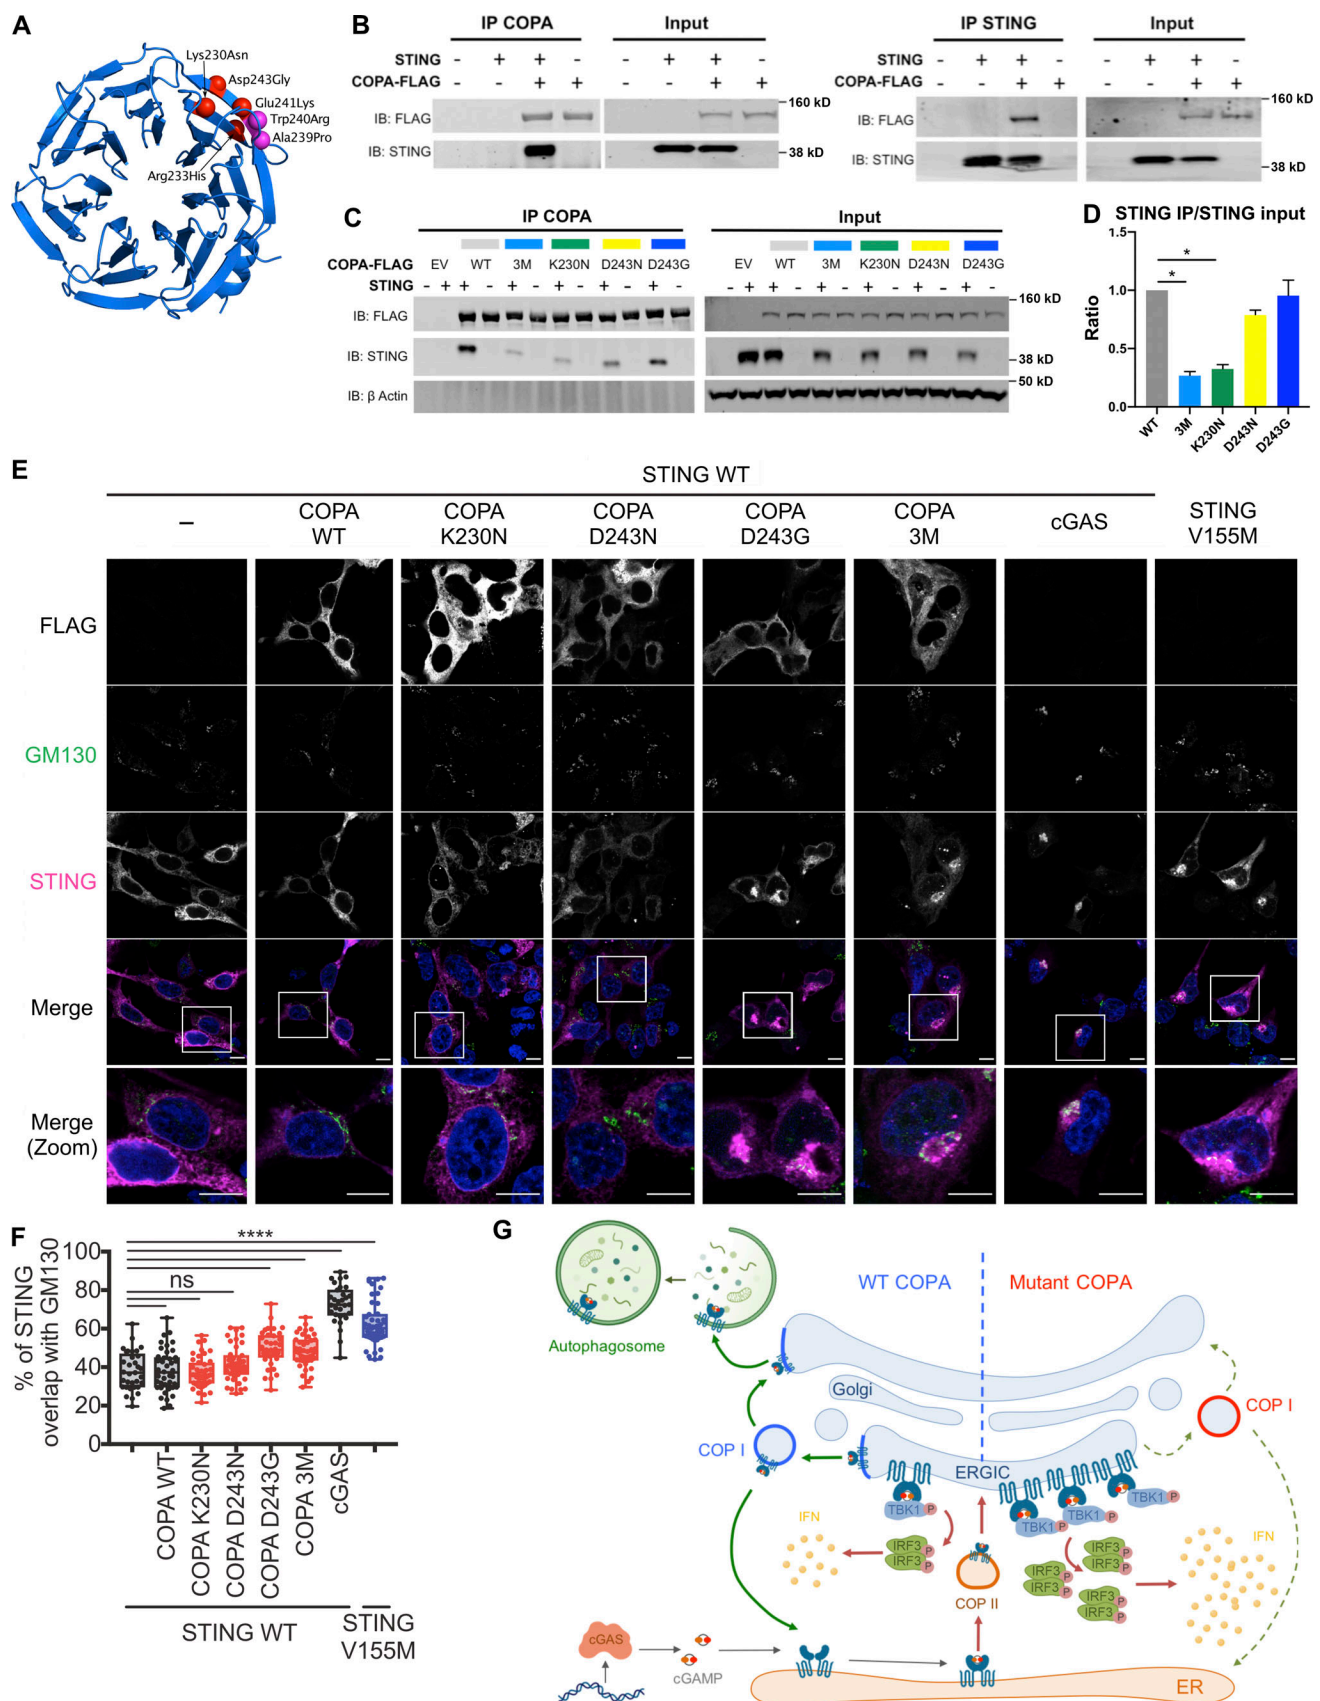 A
Lys230Asn
Asp243Gly
Glu241Lys
Trp240Arg
Ala239Pro
Arg233His
B
IP COPA Input
STING - + + - - + + -
COPA-FLAG - - + + - - + +
IB: FLAG
160 kD
IB: STING
38 kD
IP STING Input
STING - + + - - + + -
COPA-FLAG - - + + - - + +
IB: FLAG
160 kD
IB: STING
38 kD
C
IP COPA Input
COPA-FLAG EV WT 3M K230N D243N D243G EV WT 3M K230N D243N D243G
STING - + + - + - + - + - + - - + + - + - + - + - + -
IB: FLAG
160 kD
IB: STING
38 kD
50 kD
IB: β Actin
D STING IP/STING input
Ratio
1.5
1.0
0.5
0.0
*
*
WT
3M
K230N
D243N
D243G
E
STING WT
–
COPA WT
COPA K230N
COPA D243N
COPA D243G
COPA 3M
cGAS
STING V155M
FLAG
GM130
STING
Merge
Merge
(Zoom)
F
% of STING
overlap with GM130
100
80
60
40
20
0
****
ns
COPA WT
COPA K230N
COPA D243N
COPA D243G
COPA 3M
cGAS
STING WT
STING
V155M
G
WT COPA
Mutant COPA
Autophagosome
Golgi
COP I
COP I
ERGIC
TBK1 P
TBK1 P
TBK1 P
TBK1 P
IFN
IFN
IRF3 P
IRF3 P
IRF3 P
IRF3 P
IRF3 P
IRF3 P
IRF3 P
IRF3 P
COP II
cGAS
cGAMP
ER